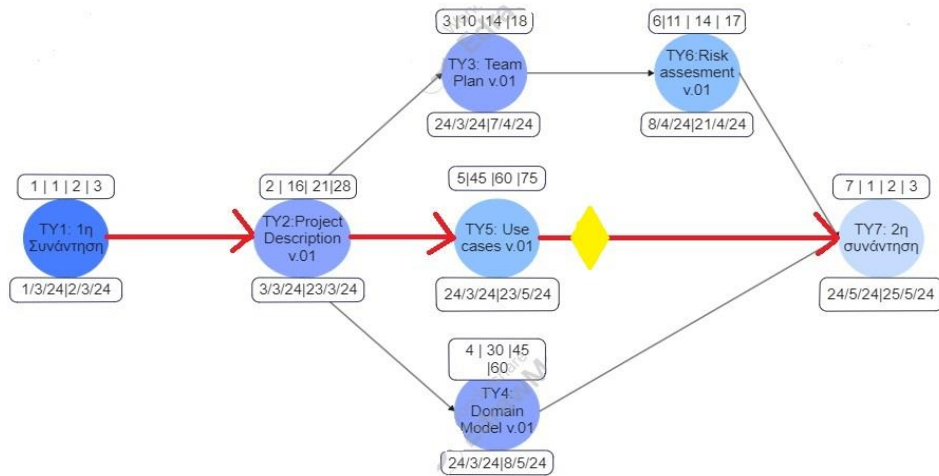 3 |10 |14 |18
TY3: Team
Plan v.01
24/3/24|7/4/24
6|11 | 14 | 17
TY6:Risk
assesment
v.01
8/4/24|21/4/24
1 | 1 | 2 | 3
TY1: 1η
Συνάντηση
1/3/24|2/3/24
2 | 16| 21|28
TY2:Project
Description
v.01
3/3/24|23/3/24
5|45 |60 |75
TY5: Use
cases v.01
24/3/24|23/5/24
7 | 1 | 2 | 3
TY7: 2η
συνάντηση
24/5/24|25/5/24
4 | 30 |45
|60
TY4:
Domain
Model v.01
24/3/24|8/5/24